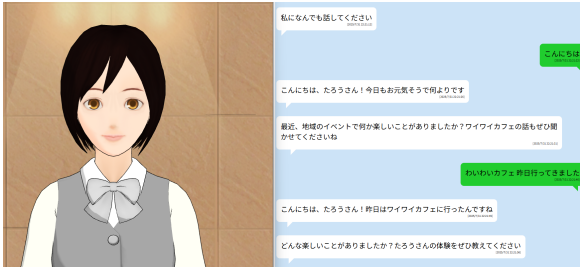 私になんでも話してください
こんにちは
こんにちは、たろうさん！今日もお元気そうで何よりです
最近、地域のイベントで何か楽しいことがありましたか？ワイワイカフェの話もぜひ聞
かせてくださいね
わいわいカフェ 昨日行ってきました
こんにちは、たろうさん！昨日はワイワイカフェに行ったんですね
どんな楽しいことがありましたか？たろうさんの体験をぜひ教えてください